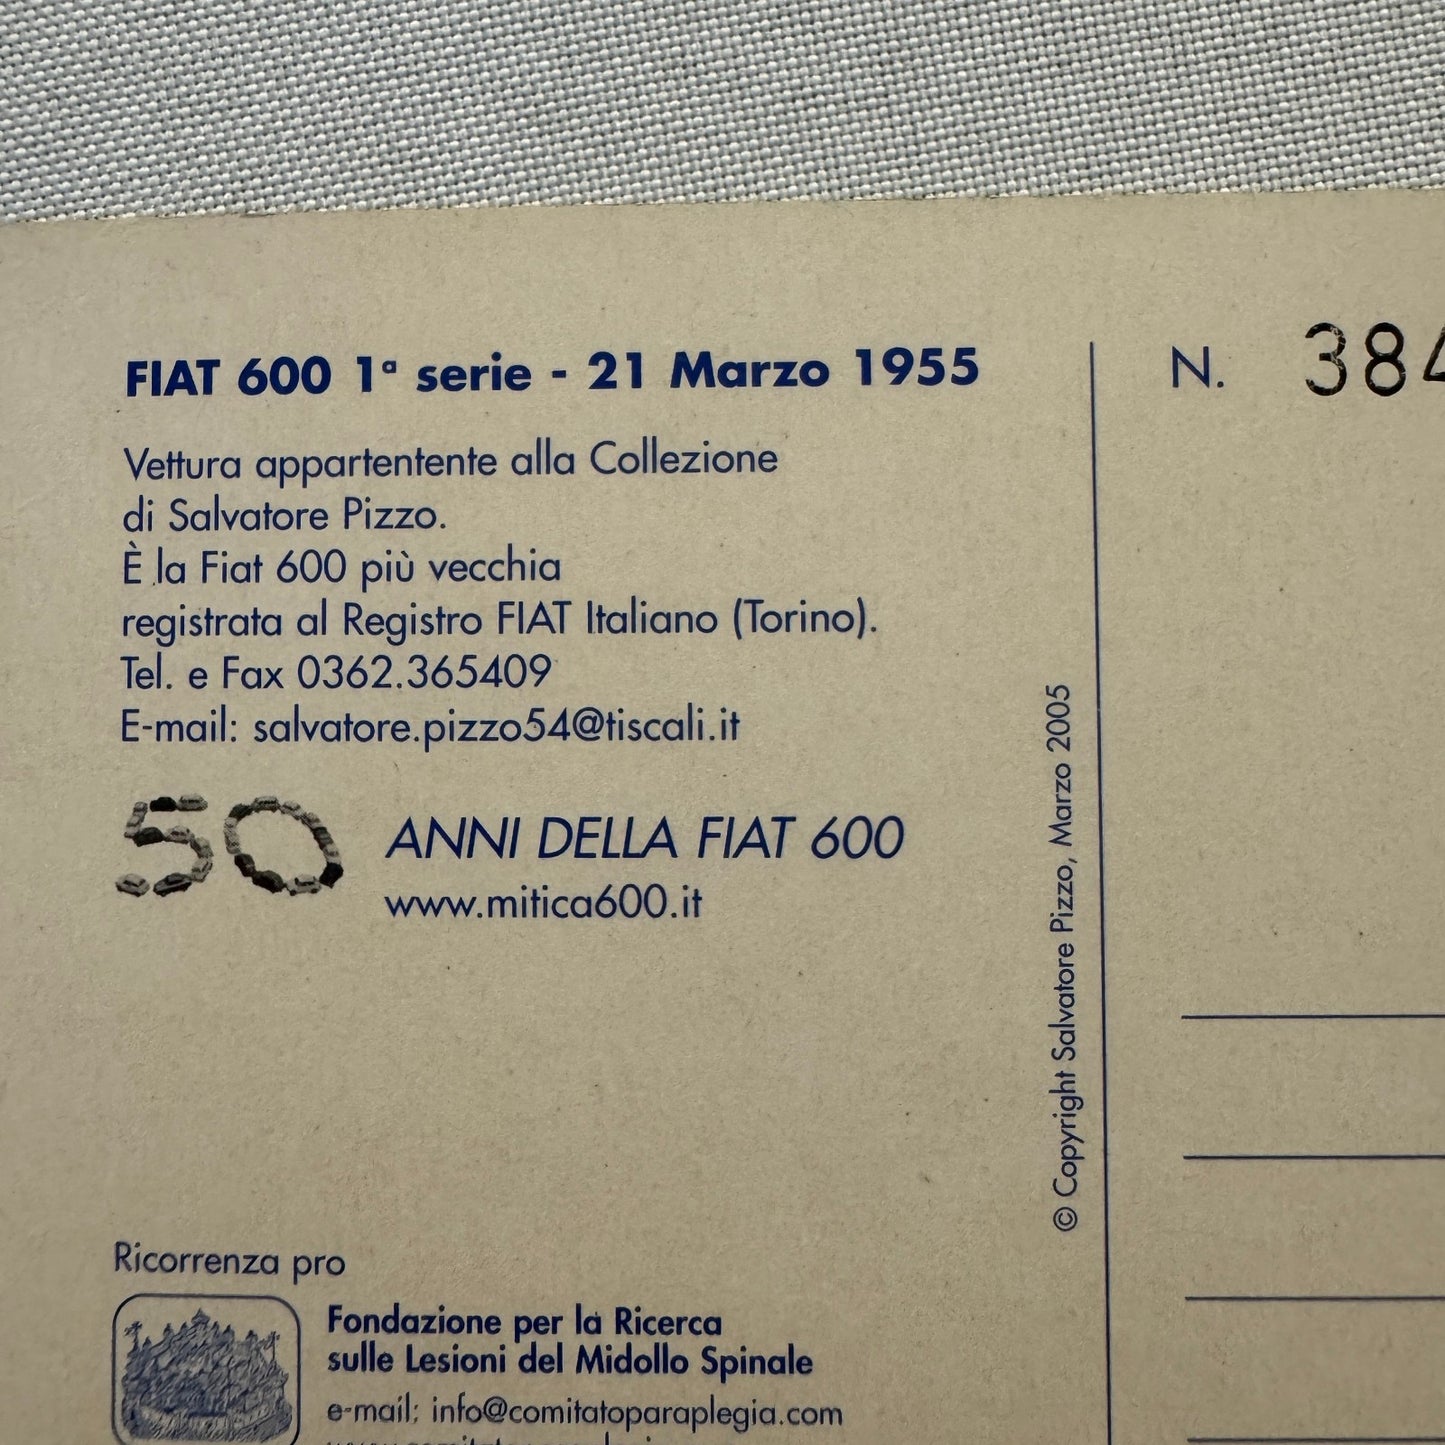 FIAT 600 1ª serie - 21 Marzo 1955
Vettura appartentente alla Collezione
di Salvatore Pizzo.
È la Fiat 600 più vecchia
registrata al Registro FIAT Italiano (Torino).
Tel. e Fax 0362.365409
E-mail: salvatore.pizzo54@tiscali.it
50 ANNI DELLA FIAT 600
www.mitica600.it
Ricorrenza pro
Fondazione per la Ricerca
sulle Lesioni del Midollo Spinale
e-mail: info@comitatoparaplegia.com
© Copyright Salvatore Pizzo, Marzo 2005
N. 384